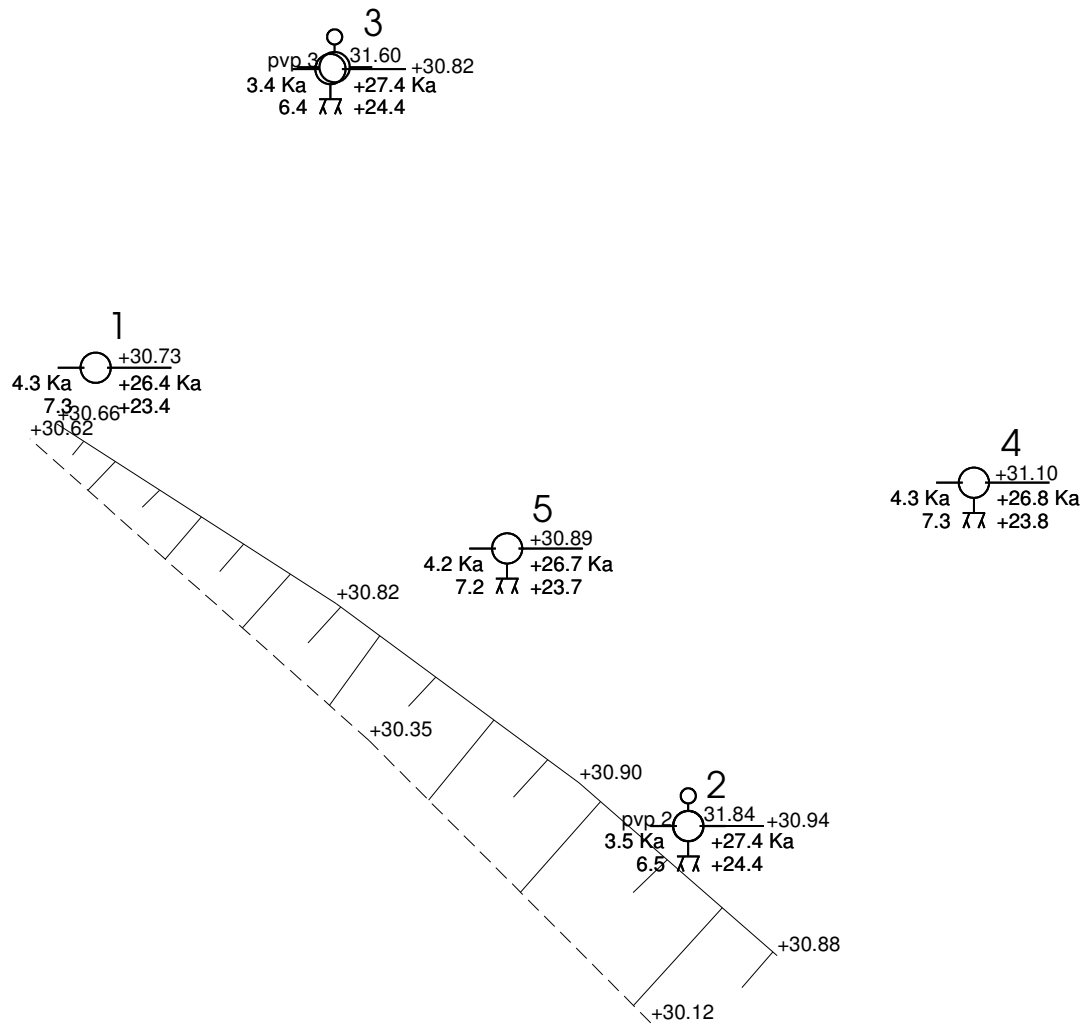 3
pvp 3 31.60 +30.82
3.4 Ka +27.4 Ka
6.4 +24.4
1
+30.73
4.3 Ka +26.4 Ka
7.3 +23.4
+30.66
+30.62
4
+31.10
4.3 Ka +26.8 Ka
7.3 +23.8
5
+30.89
4.2 Ka +26.7 Ka
7.2 +23.7
+30.82
+30.35
+30.90
2
pvp 2 31.84 +30.94
3.5 Ka +27.4 Ka
6.5 +24.4
+30.88
+30.12